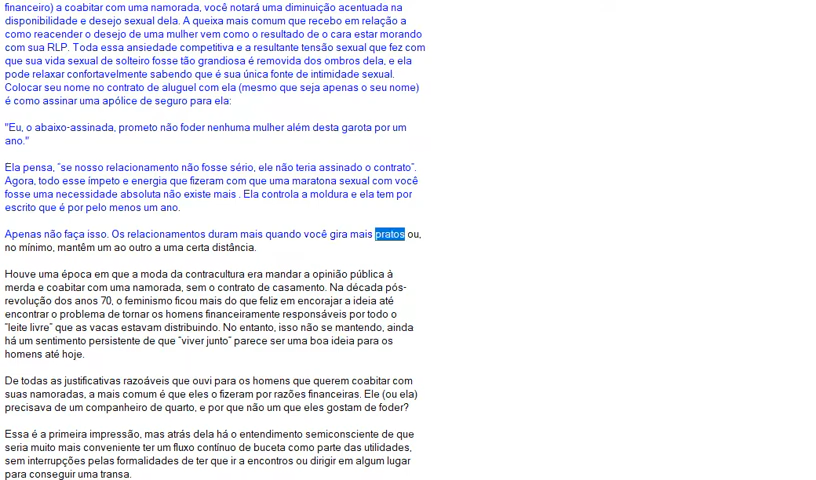 financeiro) a coabitar com uma namorada, você notará uma diminuição acentuada na
disponibilidade e desejo sexual dela. A queixa mais comum que recebo em relação a
como reacender o desejo de uma mulher vem como o resultado de o cara estar morando
com sua RLP. Toda essa ansiedade competitiva e a resultante tensão sexual que fez com
que sua vida sexual de solteiro fosse tão grandiosa é removida dos ombros dela, e ela
pode relaxar confortavelmente sabendo que é sua única fonte de intimidade sexual.
Colocar seu nome no contrato de aluguel com ela (mesmo que seja apenas o seu nome)
é como assinar uma apólice de seguro para ela:
"Eu, o abaixo-assinada, prometo não foder nenhuma mulher além desta garota por um
ano."
Ela pensa, "se nosso relacionamento não fosse sério, ele não teria assinado o contrato".
Agora, todo esse ímpeto e energia que fizeram com que uma maratona sexual com você
fosse uma necessidade absoluta não existe mais . Ela controla a moldura e ela tem por
escrito que é por pelo menos um ano.
Apenas não faça isso. Os relacionamentos duram mais quando você gira mais pratos ou,
no mínimo, mantêm um ao outro a uma certa distância.
Houve uma época em que a moda da contracultura era mandar a opinião pública à
merda e coabitar com uma namorada, sem o contrato de casamento. Na década pós-
revolução dos anos 70, o feminismo ficou mais do que feliz em encorajar a ideia até
encontrar o problema de tornar os homens financeiramente responsáveis por todo o
"leite livre" que as vacas estavam distribuindo. No entanto, isso não se mantendo, ainda
há um sentimento persistente de que "viver junto" parece ser uma boa ideia para os
homens até hoje.
De todas as justificativas razoáveis que ouvi para os homens que querem coabitar com
suas namoradas, a mais comum é que eles o fizeram por razões financeiras. Ele (ou ela)
precisava de um companheiro de quarto, e por que não um que eles gostam de foder?
Essa é a primeira impressão, mas atrás dela há o entendimento semiconsciente de que
seria muito mais conveniente ter um fluxo contínuo de buceta como parte das utilidades,
sem interrupções pelas formalidades de ter que ir a encontros ou dirigir em algum lugar
para conseguir uma transa.